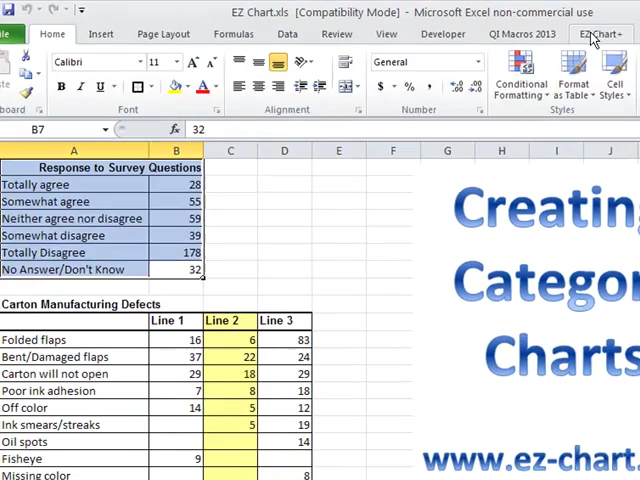 EZ Chart.xls [Compatibility Mode] - Microsoft Excel non-commercial use
File Home Insert Page Layout Formulas Data Review View Developer QI Macros 2013 EZ Chart+
Calibri 10 General
B I U $ % , Conditional Formatting Format as Table Cell Styles
Font Alignment Number Styles
B7 fx 32
A B C D E F G H I J
Response to Survey Questions
Totally agree 28
Somewhat agree 55
Neither agree nor disagree 59
Somewhat disagree 39
Totally Disagree 178
No Answer/Don't Know 32
Carton Manufacturing Defects
Line 1 Line 2 Line 3
Folded flaps 16 6 83
Bent/Damaged flaps 37 22 24
Carton will not open 29 18 29
Poor ink adhesion 7 8 18
Off color 14 5 12
Ink smears/streaks 5 19
Oil spots 14
Fisheye 9
Missing color 8
Creating
Categor
Charts
www.ez-chart.